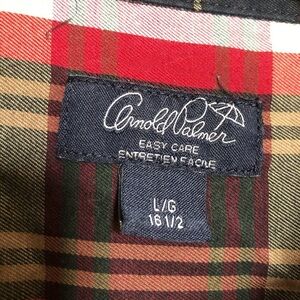 Arnold Palmer
EASY CARE
ENTRETIEN FACILE
L/G
16 1/2